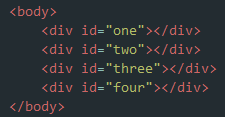 <body>
    <div id="one"></div>
    <div id="two"></div>
    <div id="three"></div>
    <div id="four"></div>
</body>